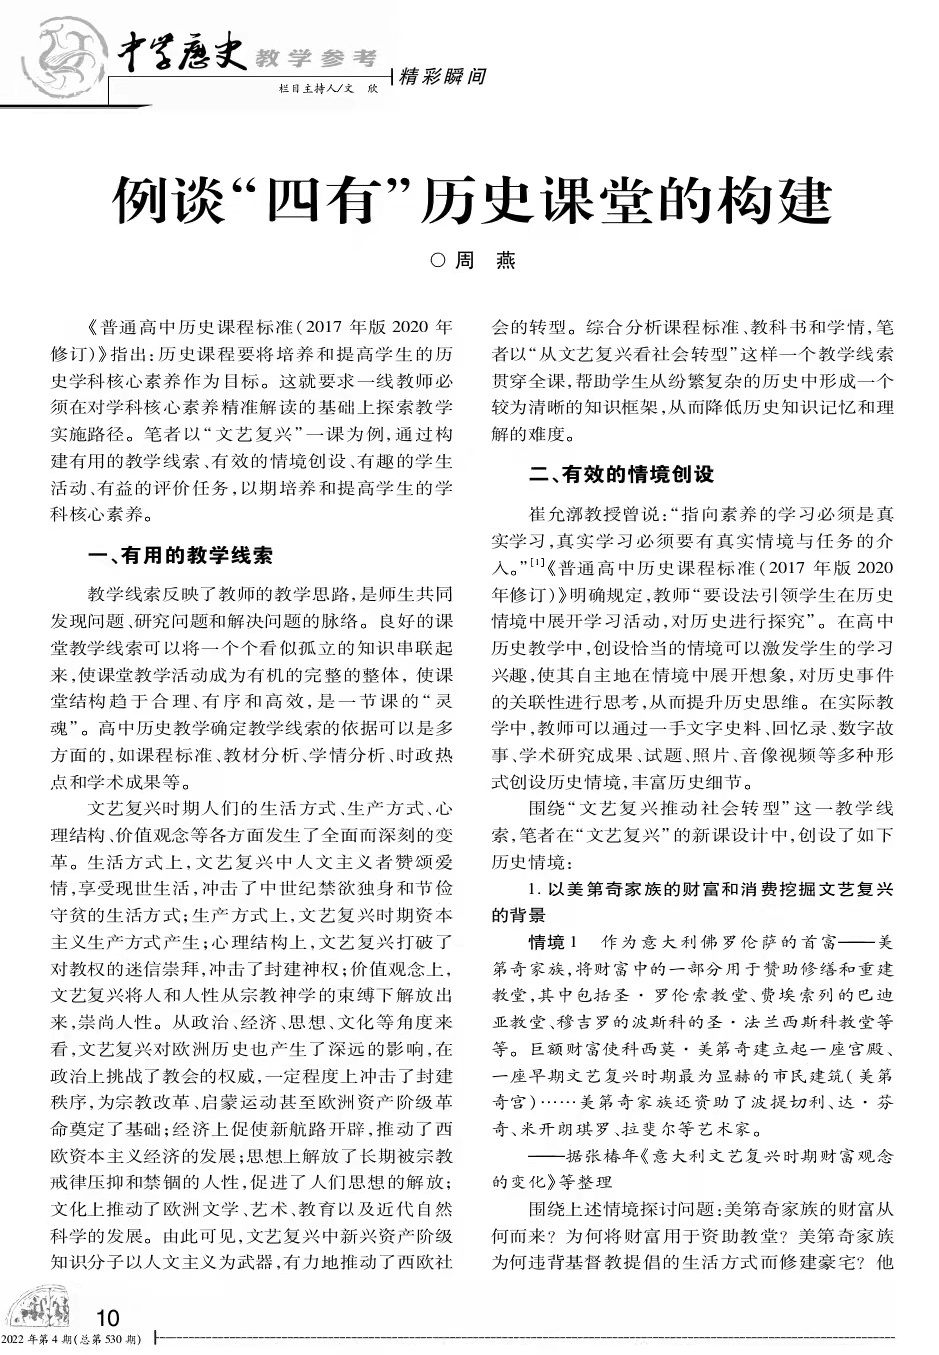 中学历史教学参考
精彩瞬间
栏目主持人/文 欣
例谈“四有”历史课堂的构建
○周 燕
《普通高中历史课程标准(2017 年版 2020 年
修订)》指出:历史课程要将培养和提高学生的历
史学科核心素养作为目标。这就要求一线教师必
须在对学科核心素养精准解读的基础上探索教学
实施路径。笔者以“文艺复兴”一课为例,通过构
建有用的教学线索、有效的情境创设、有趣的学生
活动、有益的评价任务,以期培养和提高学生的学
科核心素养。
一、有用的教学线索
教学线索反映了教师的教学思路,是师生共同
发现问题、研究问题和解决问题的脉络。良好的课
堂教学线索可以将一个个看似孤立的知识串联起
来,使课堂教学活动成为有机的完整的整体,使课
堂结构趋于合理、有序和高效,是一节课的“灵
魂”。高中历史教学确定教学线索的依据可以是多
方面的,如课程标准、教材分析、学情分析、时政热
点和学术成果等。
文艺复兴时期人们的生活方式、生产方式、心
理结构、价值观念等各方面发生了全面而深刻的变
革。生活方式上,文艺复兴中人文主义者赞颂爱
情,享受现世生活,冲击了中世纪禁欲独身和节俭
守贫的生活方式;生产方式上,文艺复兴时期资本
主义生产方式产生;心理结构上,文艺复兴打破了
对教权的迷信崇拜,冲击了封建神权;价值观念上,
文艺复兴将人和人性从宗教神学的束缚下解放出
来,崇尚人性。从政治、经济、思想、文化等角度来
看,文艺复兴对欧洲历史也产生了深远的影响,在
政治上挑战了教会的权威,一定程度上冲击了封建
秩序,为宗教改革、启蒙运动甚至欧洲资产阶级革
命奠定了基础;经济上促使新航路开辟,推动了西
欧资本主义经济的发展;思想上解放了长期被宗教
戒律压抑和禁锢的人性,促进了人们思想的解放;
文化上推动了欧洲文学、艺术、教育以及近代自然
科学的发展。由此可见,文艺复兴中新兴资产阶级
知识分子以人文主义为武器,有力地推动了西欧社
会的转型。综合分析课程标准、教科书和学情,笔
者以“从文艺复兴看社会转型”这样一个教学线索
贯穿全课,帮助学生从纷繁复杂的历史中形成一个
较为清晰的知识框架,从而降低历史知识记忆和理
解的难度。
二、有效的情境创设
崔允漷教授曾说:“指向素养的学习必须是真
实学习,真实学习必须要有真实情境与任务的介
入。”[1]《普通高中历史课程标准(2017 年版 2020
年修订)》明确规定,教师“要设法引领学生在历史
情境中展开学习活动,对历史进行探究”。在高中
历史教学中,创设恰当的情境可以激发学生的学习
兴趣,使其自主地在情境中展开想象,对历史事件
的关联性进行思考,从而提升历史思维。在实际教
学中,教师可以通过一手文字史料、回忆录、数字故
事、学术研究成果、试题、照片、音像视频等多种形
式创设历史情境,丰富历史细节。
围绕“文艺复兴推动社会转型”这一教学线
索,笔者在“文艺复兴”的新课设计中,创设了如下
历史情境:
1. 以美第奇家族的财富和消费挖掘文艺复兴
的背景
情境 1 作为意大利佛罗伦萨的首富——美
第奇家族,将财富中的一部分用于赞助修缮和重建
教堂,其中包括圣·罗伦索教堂、费埃索列的巴迪
亚教堂、穆吉罗的波斯科的圣·法兰西斯科教堂等
等。巨额财富使科西莫·美第奇建立起一座宫殿、
一座早期文艺复兴时期最为显赫的市民建筑(美第
奇宫)……美第奇家族还资助了波提切利、达·芬
奇、米开朗琪罗、拉斐尔等艺术家。
——据张椿年《意大利文艺复兴时期财富观念
的变化》等整理
围绕上述情境探讨问题:美第奇家族的财富从
何而来？为何将财富用于资助教堂？美第奇家族
为何违背基督教提倡的生活方式而修建豪宅？他
10
2022 年第 4 期(总第 530 期)